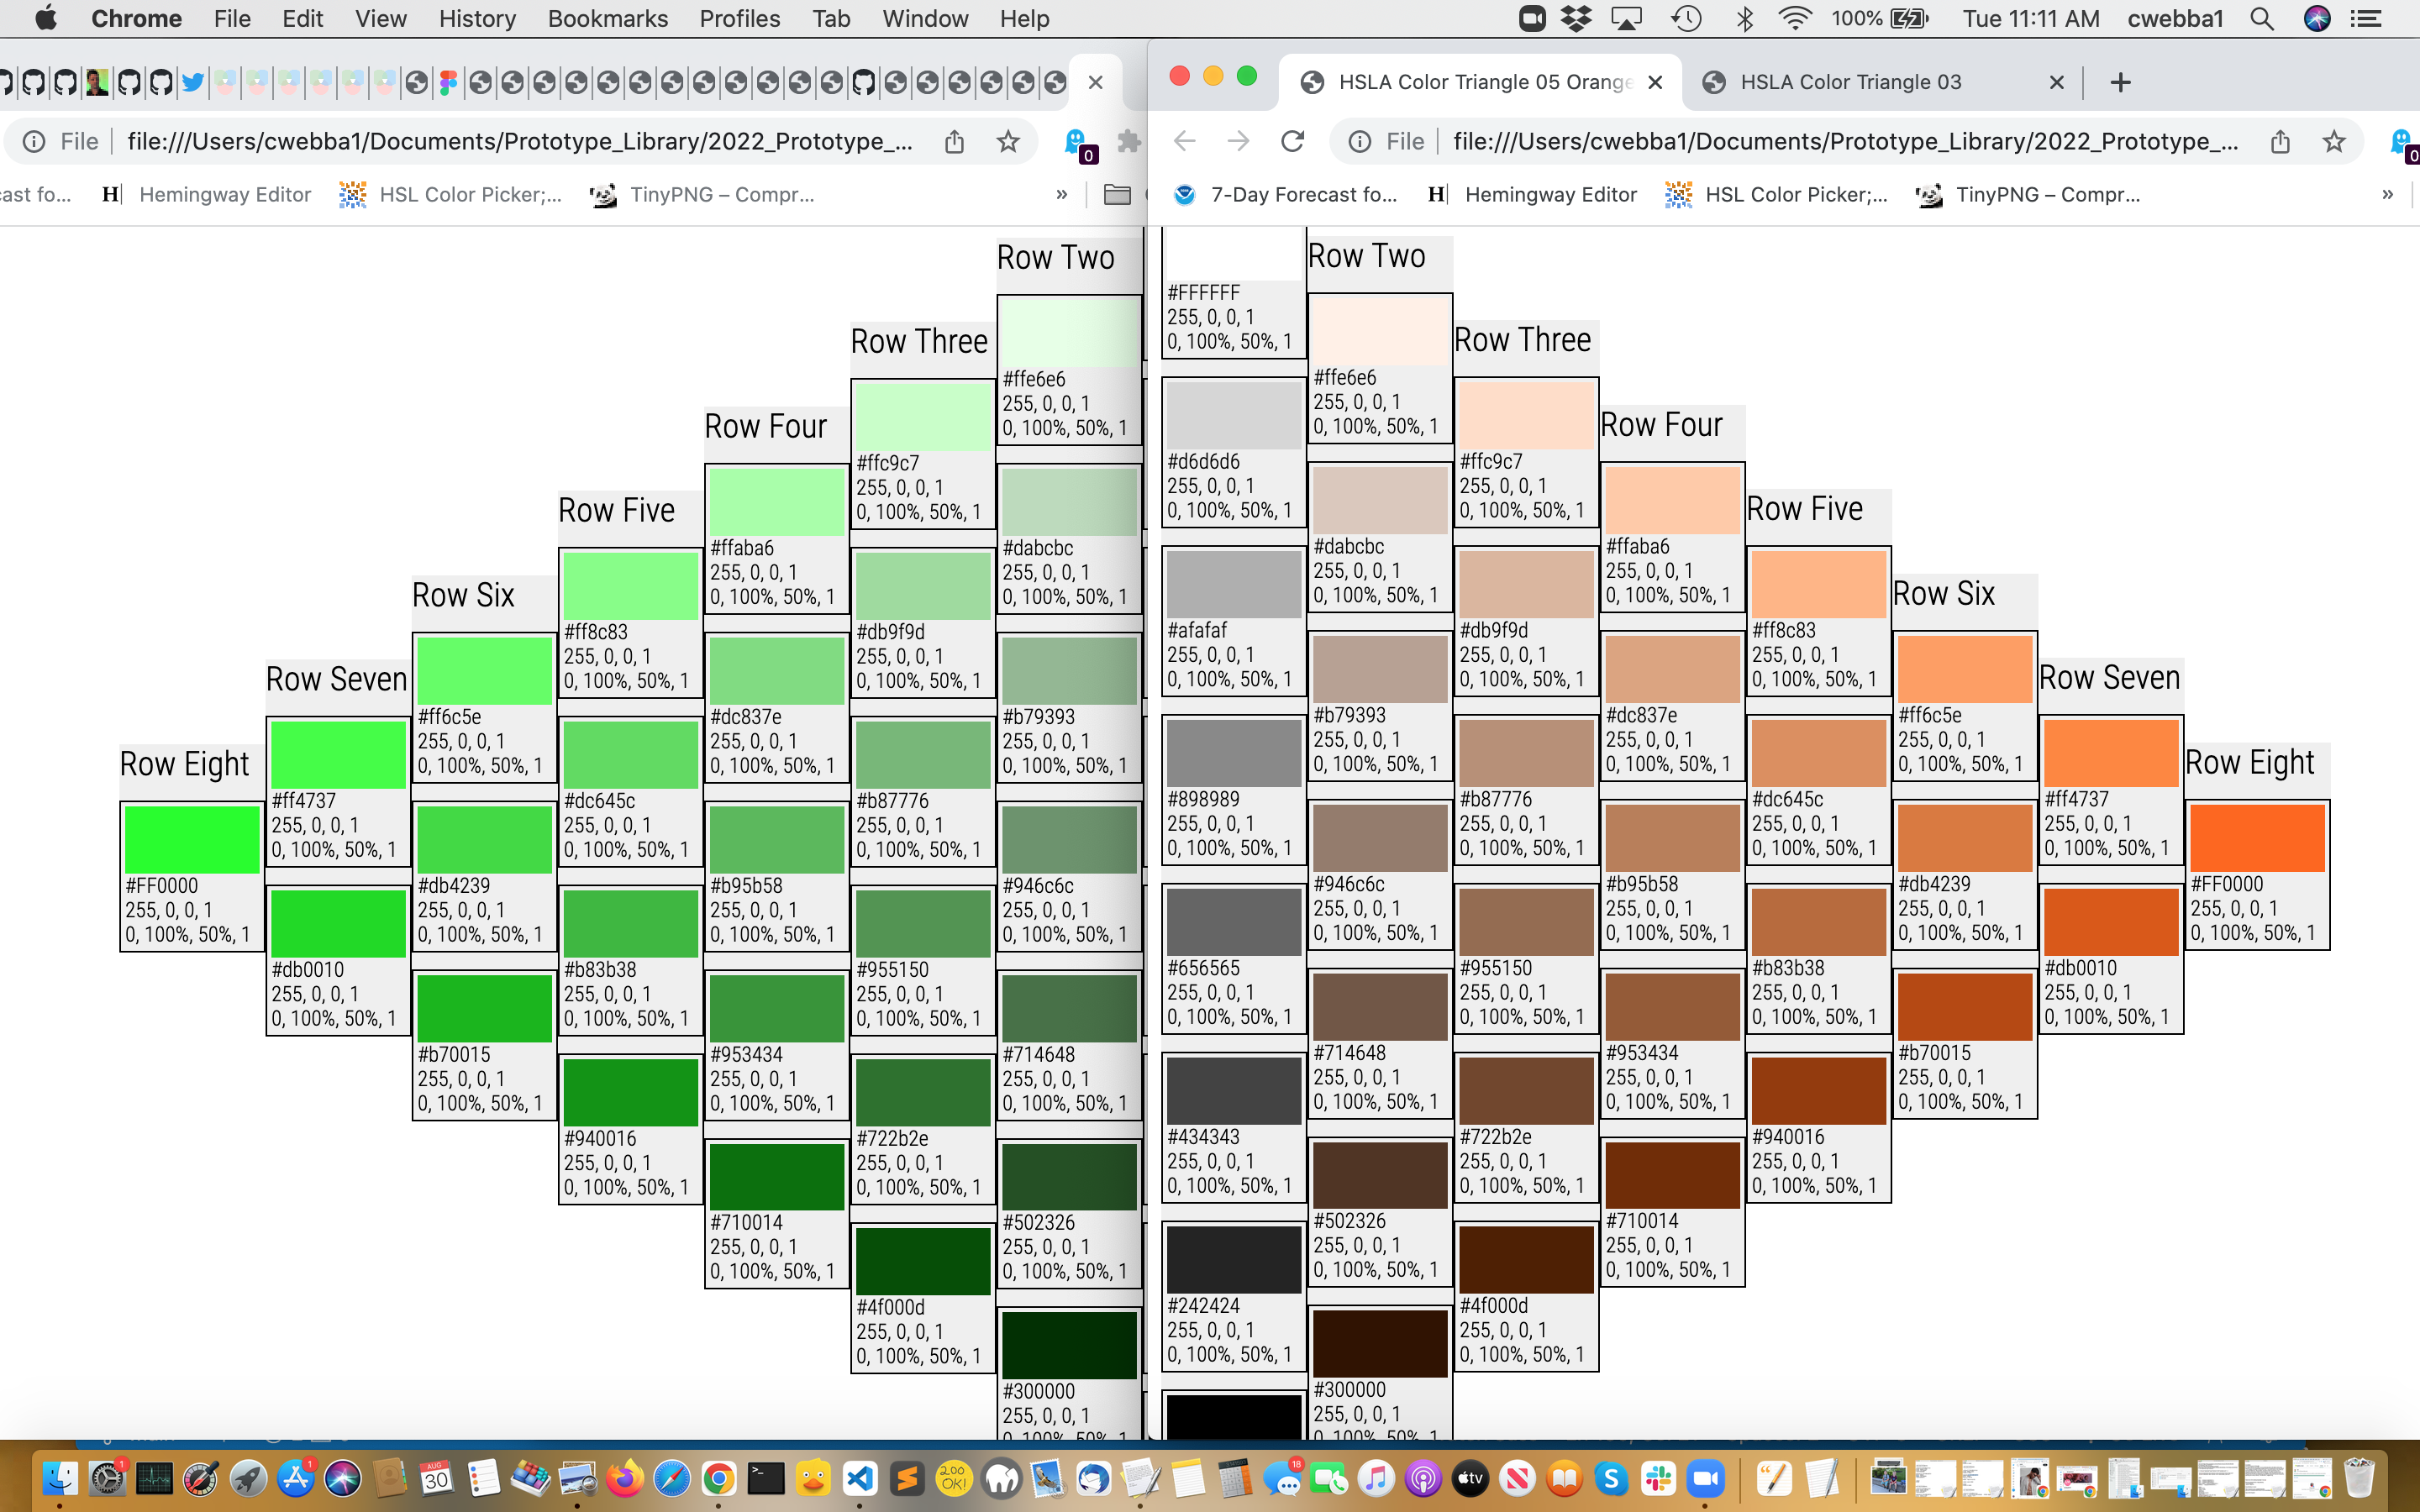 Chrome File Edit View History Bookmarks Profiles Tab Window Help 100% Tue 11:11 AM cwebba1
HSLA Color Triangle 05 Orange
HSLA Color Triangle 03
File file:///Users/cwebba1/Documents/Prototype_Library/2022_Prototype_...
0
File file:///Users/cwebba1/Documents/Prototype_Library/2022_Prototype_...
0
cast fo... H Hemingway Editor HSL Color Picker;... TinyPNG – Compr... »
7-Day Forecast fo... H Hemingway Editor HSL Color Picker;... TinyPNG – Compr... »
Row Eight
#FF0000
255, 0, 0, 1
0, 100%, 50%, 1
Row Seven
#ff4737
255, 0, 0, 1
0, 100%, 50%, 1
#db0010
255, 0, 0, 1
0, 100%, 50%, 1
Row Six
#ff6c5e
255, 0, 0, 1
0, 100%, 50%, 1
#db4239
255, 0, 0, 1
0, 100%, 50%, 1
#b70015
255, 0, 0, 1
0, 100%, 50%, 1
Row Five
#ff8c83
255, 0, 0, 1
0, 100%, 50%, 1
#dc645c
255, 0, 0, 1
0, 100%, 50%, 1
#b83b38
255, 0, 0, 1
0, 100%, 50%, 1
#940016
255, 0, 0, 1
0, 100%, 50%, 1
Row Four
#ffaba6
255, 0, 0, 1
0, 100%, 50%, 1
#dc837e
255, 0, 0, 1
0, 100%, 50%, 1
#b95b58
255, 0, 0, 1
0, 100%, 50%, 1
#953434
255, 0, 0, 1
0, 100%, 50%, 1
#710014
255, 0, 0, 1
0, 100%, 50%, 1
Row Three
#ffc9c7
255, 0, 0, 1
0, 100%, 50%, 1
#db9f9d
255, 0, 0, 1
0, 100%, 50%, 1
#b87776
255, 0, 0, 1
0, 100%, 50%, 1
#955150
255, 0, 0, 1
0, 100%, 50%, 1
#722b2e
255, 0, 0, 1
0, 100%, 50%, 1
#4f000d
255, 0, 0, 1
0, 100%, 50%, 1
Row Two
#ffe6e6
255, 0, 0, 1
0, 100%, 50%, 1
#dabcbc
255, 0, 0, 1
0, 100%, 50%, 1
#b79393
255, 0, 0, 1
0, 100%, 50%, 1
#946c6c
255, 0, 0, 1
0, 100%, 50%, 1
#714648
255, 0, 0, 1
0, 100%, 50%, 1
#502326
255, 0, 0, 1
0, 100%, 50%, 1
#300000
255, 0, 0, 1
0, 100%, 50%, 1
#FFFFFF
255, 0, 0, 1
0, 100%, 50%, 1
#d6d6d6
255, 0, 0, 1
0, 100%, 50%, 1
#afafaf
255, 0, 0, 1
0, 100%, 50%, 1
#898989
255, 0, 0, 1
0, 100%, 50%, 1
#656565
255, 0, 0, 1
0, 100%, 50%, 1
#434343
255, 0, 0, 1
0, 100%, 50%, 1
#242424
255, 0, 0, 1
0, 100%, 50%, 1
Row Two
#ffe6e6
255, 0, 0, 1
0, 100%, 50%, 1
#dabcbc
255, 0, 0, 1
0, 100%, 50%, 1
#b79393
255, 0, 0, 1
0, 100%, 50%, 1
#946c6c
255, 0, 0, 1
0, 100%, 50%, 1
#714648
255, 0, 0, 1
0, 100%, 50%, 1
#502326
255, 0, 0, 1
0, 100%, 50%, 1
#300000
255, 0, 0, 1
0, 100%, 50%, 1
Row Three
#ffc9c7
255, 0, 0, 1
0, 100%, 50%, 1
#db9f9d
255, 0, 0, 1
0, 100%, 50%, 1
#b87776
255, 0, 0, 1
0, 100%, 50%, 1
#955150
255, 0, 0, 1
0, 100%, 50%, 1
#722b2e
255, 0, 0, 1
0, 100%, 50%, 1
#4f000d
255, 0, 0, 1
0, 100%, 50%, 1
Row Four
#ffaba6
255, 0, 0, 1
0, 100%, 50%, 1
#dc837e
255, 0, 0, 1
0, 100%, 50%, 1
#b95b58
255, 0, 0, 1
0, 100%, 50%, 1
#953434
255, 0, 0, 1
0, 100%, 50%, 1
#710014
255, 0, 0, 1
0, 100%, 50%, 1
Row Five
#ff8c83
255, 0, 0, 1
0, 100%, 50%, 1
#dc645c
255, 0, 0, 1
0, 100%, 50%, 1
#b83b38
255, 0, 0, 1
0, 100%, 50%, 1
#940016
255, 0, 0, 1
0, 100%, 50%, 1
Row Six
#ff6c5e
255, 0, 0, 1
0, 100%, 50%, 1
#db4239
255, 0, 0, 1
0, 100%, 50%, 1
#b70015
255, 0, 0, 1
0, 100%, 50%, 1
Row Seven
#ff4737
255, 0, 0, 1
0, 100%, 50%, 1
#db0010
255, 0, 0, 1
0, 100%, 50%, 1
Row Eight
#FF0000
255, 0, 0, 1
0, 100%, 50%, 1
1
1
AUG
30
200
OK!
18
tv